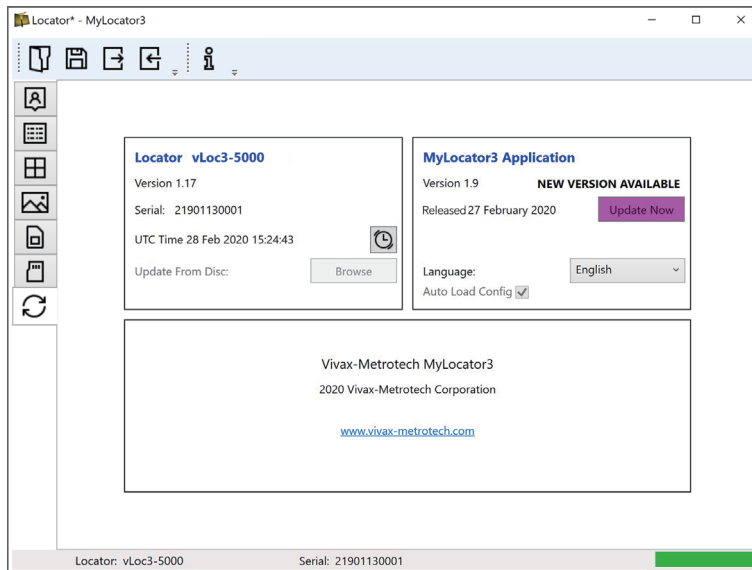 Locator* - MyLocator3
Locator vLoc3-5000
Version 1.17
Serial: 21901130001
UTC Time 28 Feb 2020 15:24:43
Update From Disc: Browse
MyLocator3 Application
Version 1.9 NEW VERSION AVAILABLE
Released 27 February 2020 Update Now
Language: English
Auto Load Config
Vivax-Metrotech MyLocator3
2020 Vivax-Metrotech Corporation
www.vivax-metrotech.com
Locator: vLoc3-5000 Serial: 21901130001